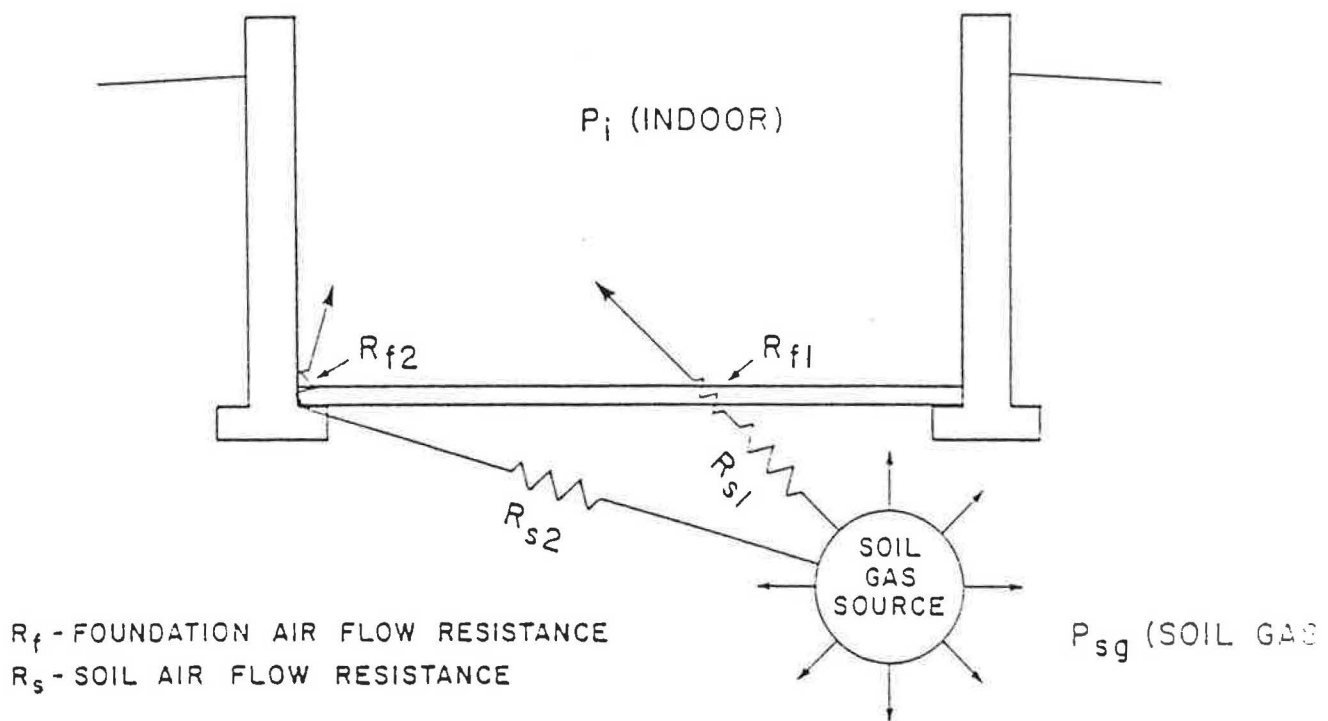 Pi (INDOOR)
Rf2
Rf1
Rs1
Rs2
SOIL
GAS
SOURCE
Rf - FOUNDATION AIR FLOW RESISTANCE
Rs - SOIL AIR FLOW RESISTANCE
Psg (SOIL GAS